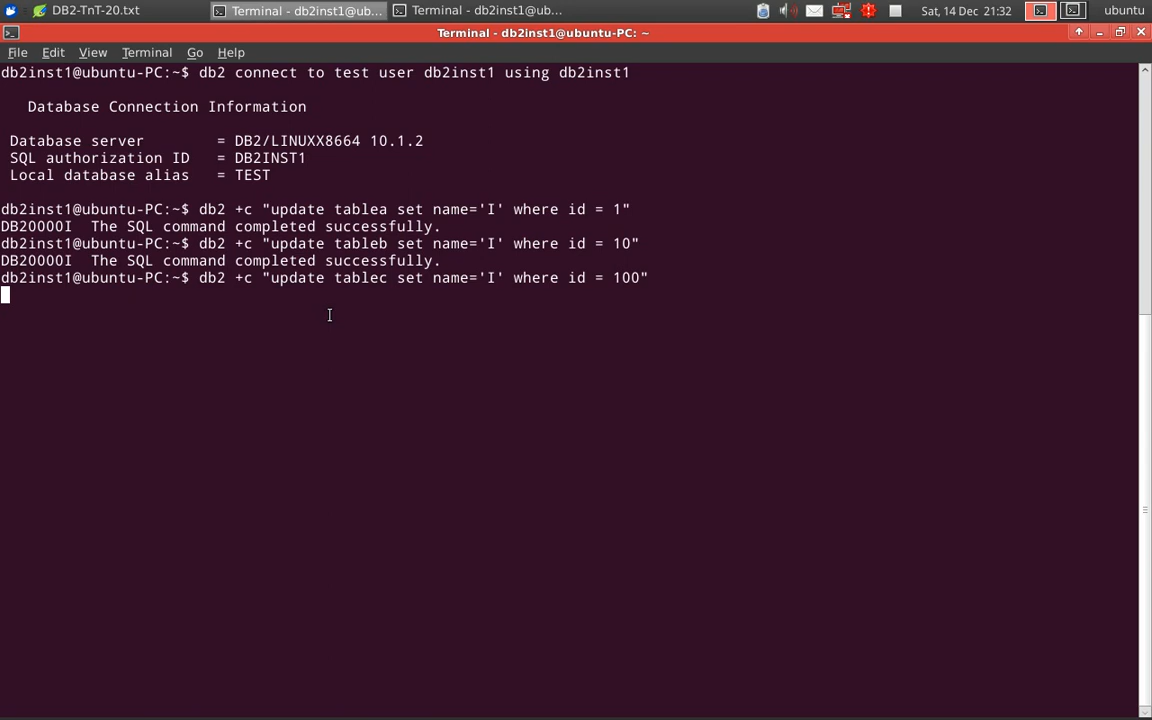 DB2-TnT-20.txt
Terminal - db2inst1@ub...
Terminal - db2inst1@ub...
Sat, 14 Dec 21:32
ubuntu
Terminal - db2inst1@ubuntu-PC: ~
File Edit View Terminal Go Help
db2inst1@ubuntu-PC:~$ db2 connect to test user db2inst1 using db2inst1
Database Connection Information
Database server = DB2/LINUXX8664 10.1.2
SQL authorization ID = DB2INST1
Local database alias = TEST
db2inst1@ubuntu-PC:~$ db2 +c "update tablea set name='I' where id = 1"
DB20000I The SQL command completed successfully.
db2inst1@ubuntu-PC:~$ db2 +c "update tableb set name='I' where id = 10"
DB20000I The SQL command completed successfully.
db2inst1@ubuntu-PC:~$ db2 +c "update tablec set name='I' where id = 100"